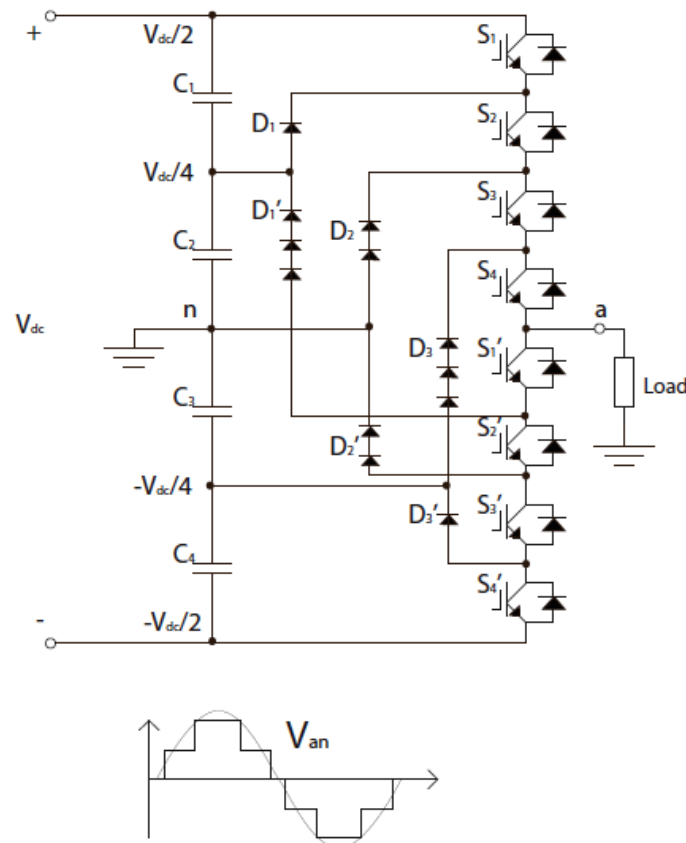 +
Vdc/2
S1
C1
D1
S2
Vdc/4
D1'
D2
S3
C2
S4
n
a
Vdc
D3
S1'
Load
C3
D2'
S2'
-Vdc/4
D3'
S3'
C4
S4'
-
-Vdc/2
Van